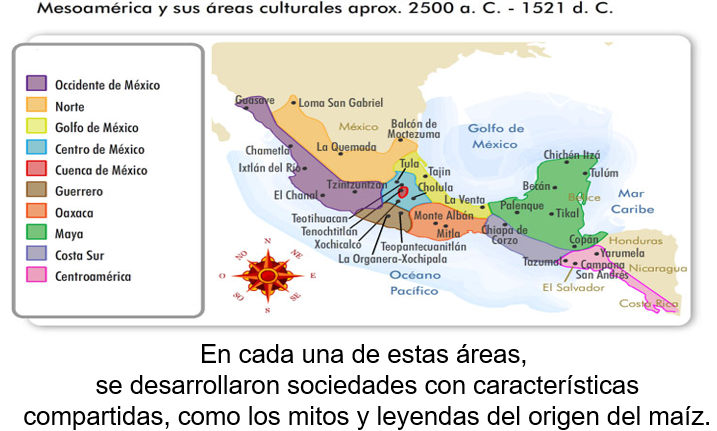 Mesoamérica y sus áreas culturales aprox. 2500 a. C. - 1521 d. C.
Occidente de México
Norte
Golfo de México
Centro de México
Cuenca de México
Guerrero
Oaxaca
Maya
Costa Sur
Centroamérica
Guasave
Loma San Gabriel
México
Balcón de
Moctezuma
Golfo de
México
Chametla
La Quemada
Ixtlán del Río
Tula
Tajín
Chichén Itzá
Tulúm
El Chanal
Tzintzuntzan
Cholula
Becán
Belice
Mar
Caribe
La Venta
Palenque
Teotihuacan
Tenochtitlan
Xochicalco
Monte Albán
Mitla
Tikal
Chiapa de
Corzo
Teopantecuanitlán
La Organera-Xochipala
Copán
Honduras
Yarumela
Tazumal
Campana
San Andrés
Nicaragua
El Salvador
Costa Rica
Océano
Pacífico
N
NE
E
SE
S
SO
O
NO
En cada una de estas áreas,
se desarrollaron sociedades con características
compartidas, como los mitos y leyendas del origen del maíz.